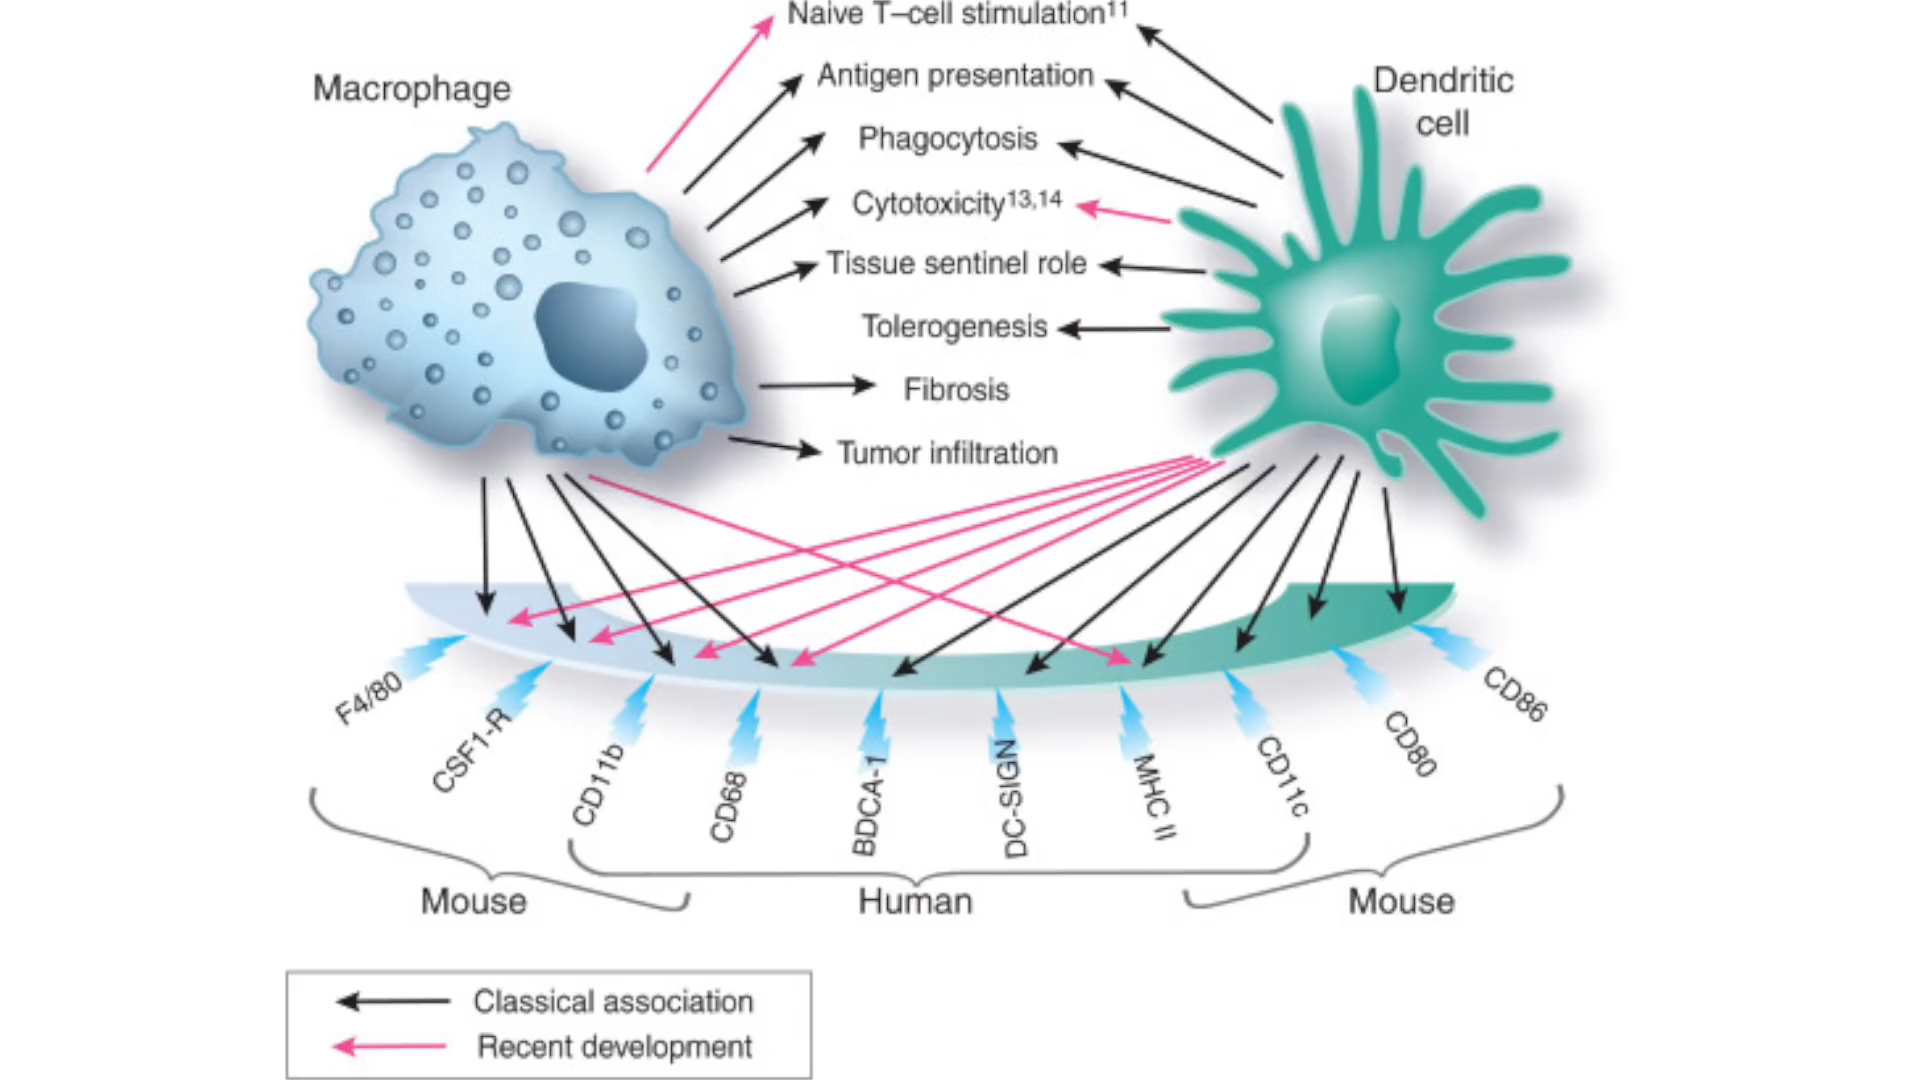 Naive T–cell stimulation11
Macrophage
Antigen presentation
Dendritic
cell
Phagocytosis
Cytotoxicity13,14
Tissue sentinel role
Tolerogenesis
Fibrosis
Tumor infiltration
F4/80
CSF1-R
CD11b
CD68
BDCA-1
DC-SIGN
MHC II
CD11c
CD80
CD86
Mouse
Human
Mouse
Classical association
Recent development